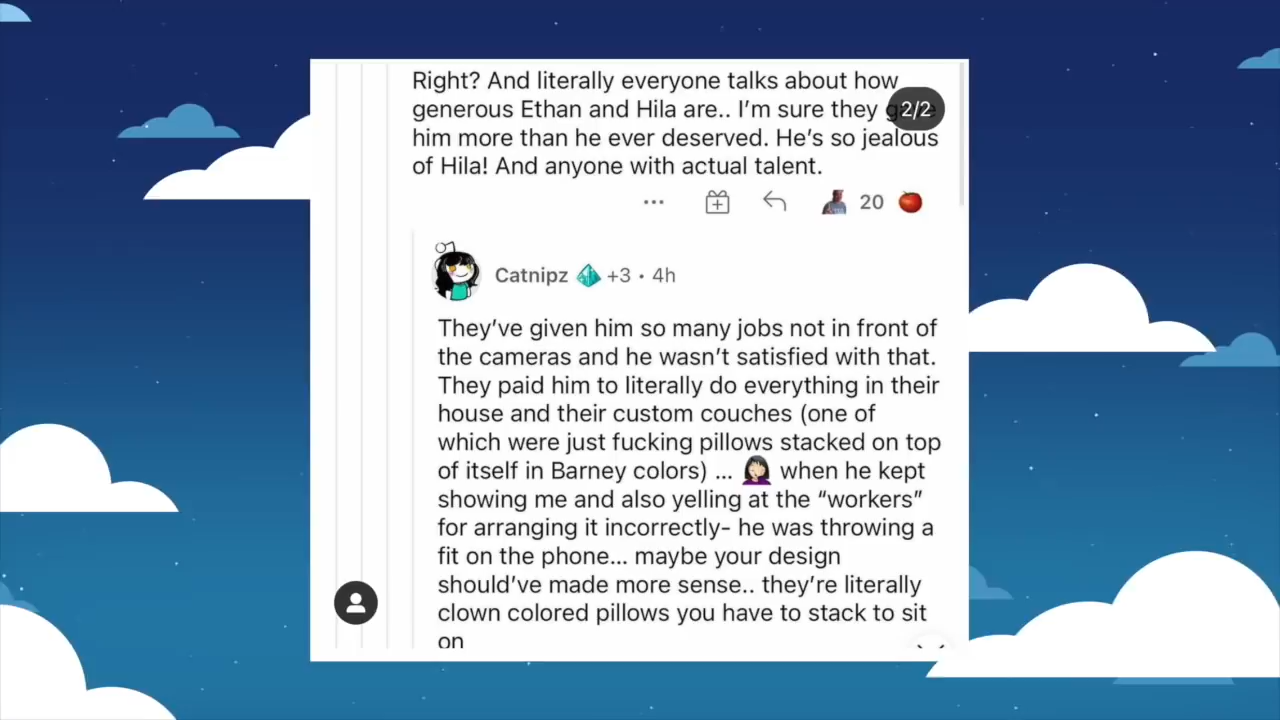 Right? And literally everyone talks about how
generous Ethan and Hila are.. I’m sure they
2/2
him more than he ever deserved. He’s so jealous
of Hila! And anyone with actual talent.
20
Catnipz +3 • 4h
They’ve given him so many jobs not in front of
the cameras and he wasn’t satisfied with that.
They paid him to literally do everything in their
house and their custom couches (one of
which were just fucking pillows stacked on top
of itself in Barney colors) ... 🤦🏻‍♀️ when he kept
showing me and also yelling at the “workers”
for arranging it incorrectly- he was throwing a
fit on the phone... maybe your design
should’ve made more sense.. they’re literally
clown colored pillows you have to stack to sit
on